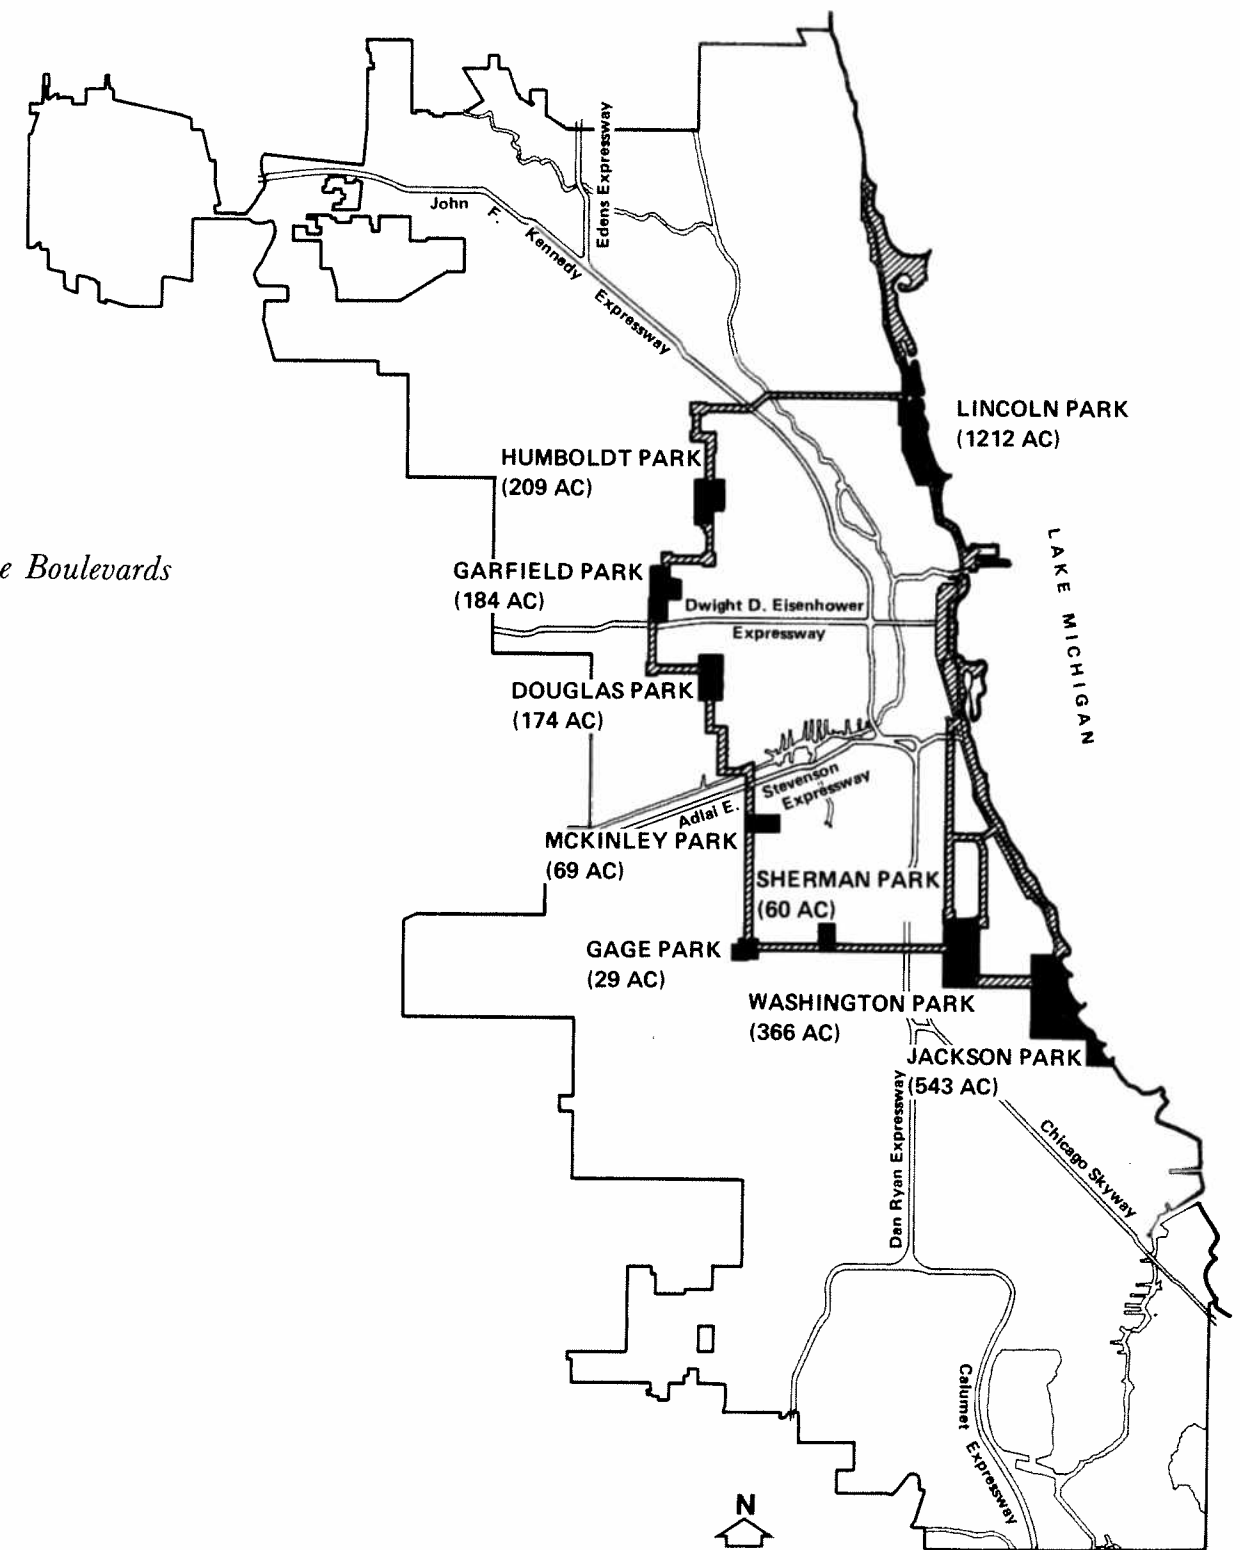 Edens Expressway
John F. Kennedy Expressway
LINCOLN PARK
(1212 AC)
HUMBOLDT PARK
(209 AC)
e Boulevards
LAKE MICHIGAN
GARFIELD PARK
(184 AC)
Dwight D. Eisenhower
Expressway
DOUGLAS PARK
(174 AC)
Adlai E. Stevenson
Expressway
MCKINLEY PARK
(69 AC)
SHERMAN PARK
(60 AC)
GAGE PARK
(29 AC)
WASHINGTON PARK
(366 AC)
JACKSON PARK
(543 AC)
Dan Ryan Expressway
Chicago Skyway
Calumet Expressway
N